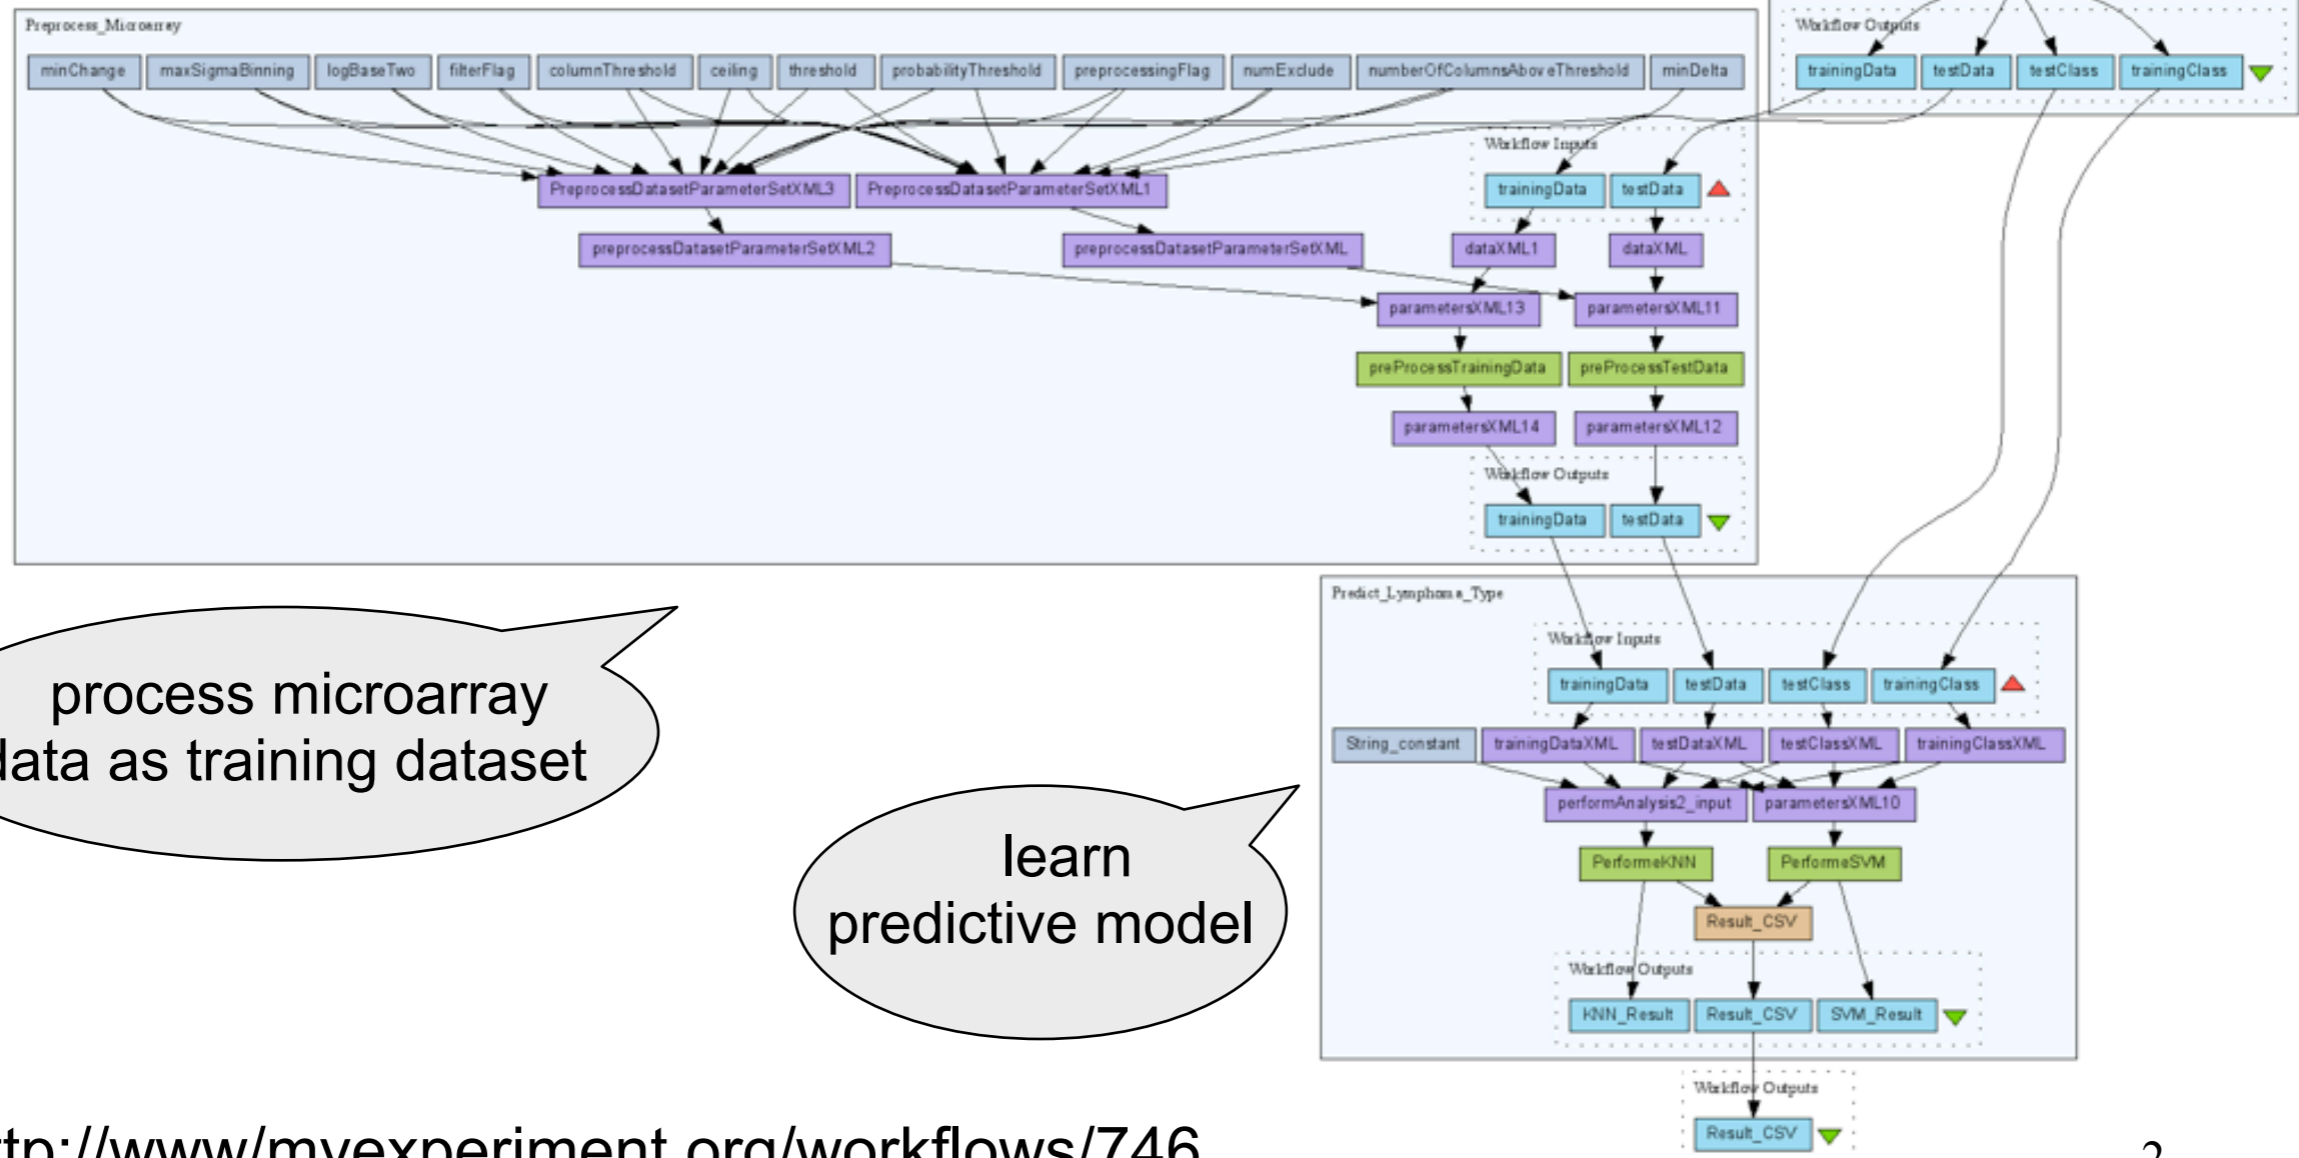 Preprocess_Microarray
Workflow Outputs
minChange maxSigmaBinning logBaseTwo filterFlag columnThreshold ceiling threshold probabilityThreshold preprocessingFlag numExclude numberOfColumnsAboveThreshold minDelta
trainingData testData testClass trainingClass
Workflow Inputs
PreprocessDatasetParameterSetXML3 PreprocessDatasetParameterSetXML1 trainingData testData
preprocessDatasetParameterSetXML2 preprocessDatasetParameterSetXML dataXML1 dataXML
parametersXML13 parametersXML11
preProcessTrainingData preProcessTestData
parametersXML14 parametersXML12
Workflow Outputs
trainingData testData
Predict_Lymphoma_Type
Workflow Inputs
trainingData testData testClass trainingClass
String_constant trainingDataXML testDataXML testClassXML trainingClassXML
performAnalysis2_input parametersXML10
PerformeKNN PerformeSVM
Result_CSV
Workflow Outputs
KNN_Result Result_CSV SVM_Result
Workflow Outputs
Result_CSV
process microarray
data as training dataset
learn
predictive model
ttp://www/myexperiment.org/workflows/746
2